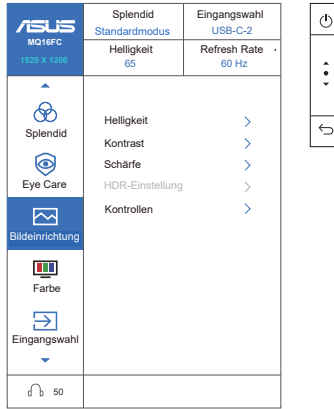 ASUS
MQ16FC
1920 X 1200
Splendid
Standardmodus
Eingangswahl
USB-C-2
Helligkeit
65
Refresh Rate
60 Hz
Splendid
Eye Care
Bildeinrichtung
Farbe
Eingangswahl
Helligkeit
Kontrast
Schärfe
HDR-Einstellung
Kontrollen
50